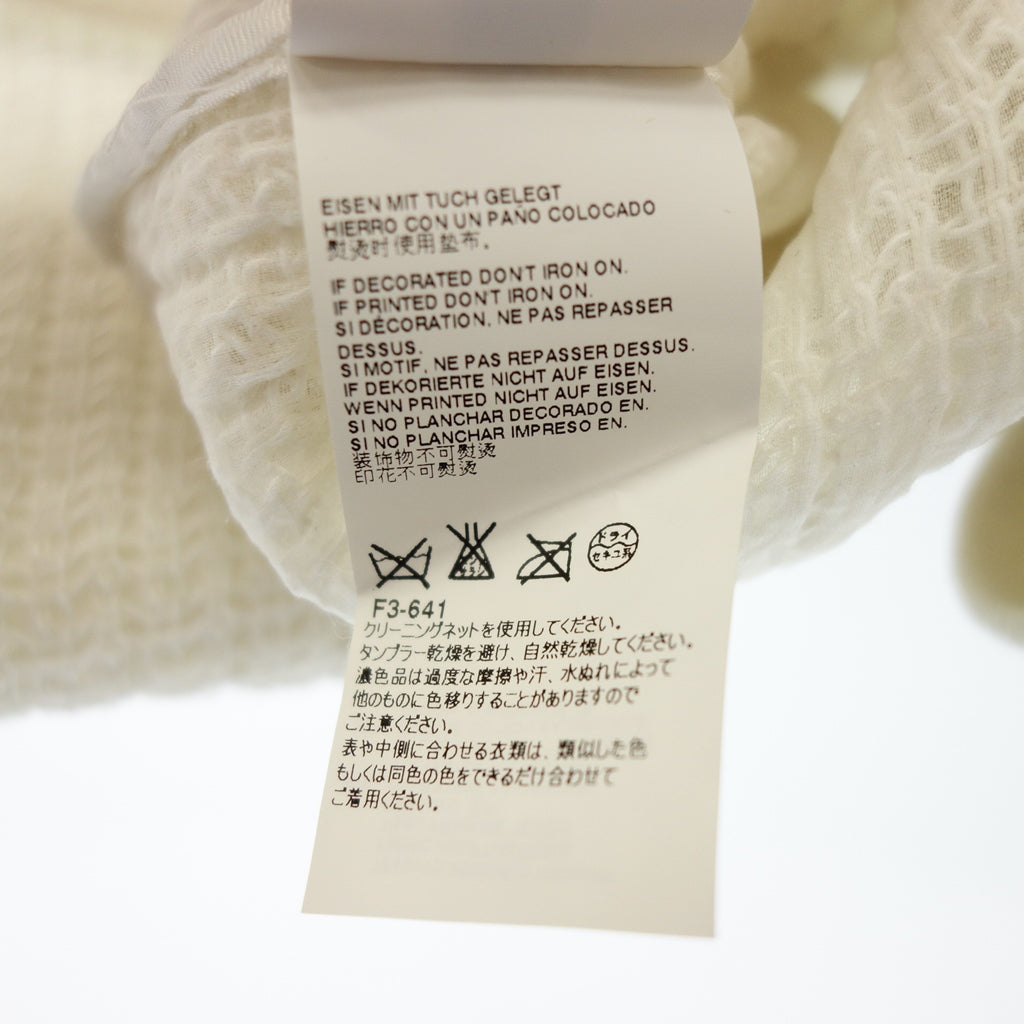 EISEN MIT TUCH GELEGT
HIERRO CON UN PAÑO COLOCADO
熨烫时使用垫布。
IF DECORATED DON'T IRON ON.
IF PRINTED DON'T IRON ON.
SI DÉCORATION, NE PAS REPASSER
DESSUS.
SI MOTIF, NE PAS REPASSER DESSUS.
IF DEKORIERTE NICHT AUF EISEN.
WENN PRINTED NICHT AUF EISEN.
SI NO PLANCHAR DECORADO EN.
SI NO PLANCHAR IMPRESO EN.
装饰物不可熨烫
印花不可熨烫
ドライ
セキユ系
F3-641
クリーニングネットを使用してください。
タンブラー乾燥を避け、自然乾燥してください。
濃色品は過度な摩擦や汗、水ぬれによって
他のものに色移りすることがありますので
ご注意ください。
表や中側に合わせる衣類は、類似した色
もしくは同色の色をできるだけ合わせて
ご着用ください。